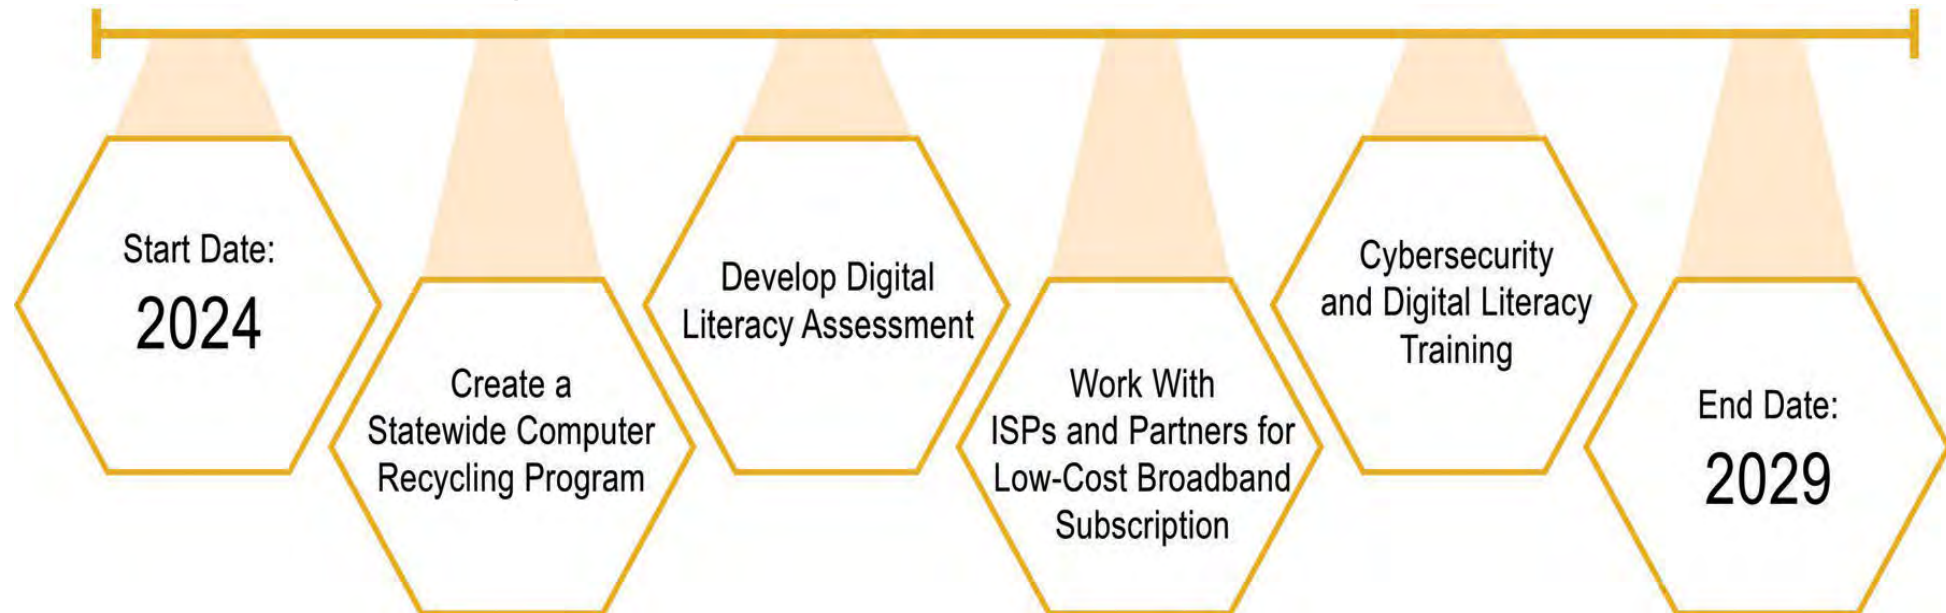 Start Date:
2024
Create a
Statewide Computer
Recycling Program
Develop Digital
Literacy Assessment
Work With
ISPs and Partners for
Low-Cost Broadband
Subscription
Cybersecurity
and Digital Literacy
Training
End Date:
2029